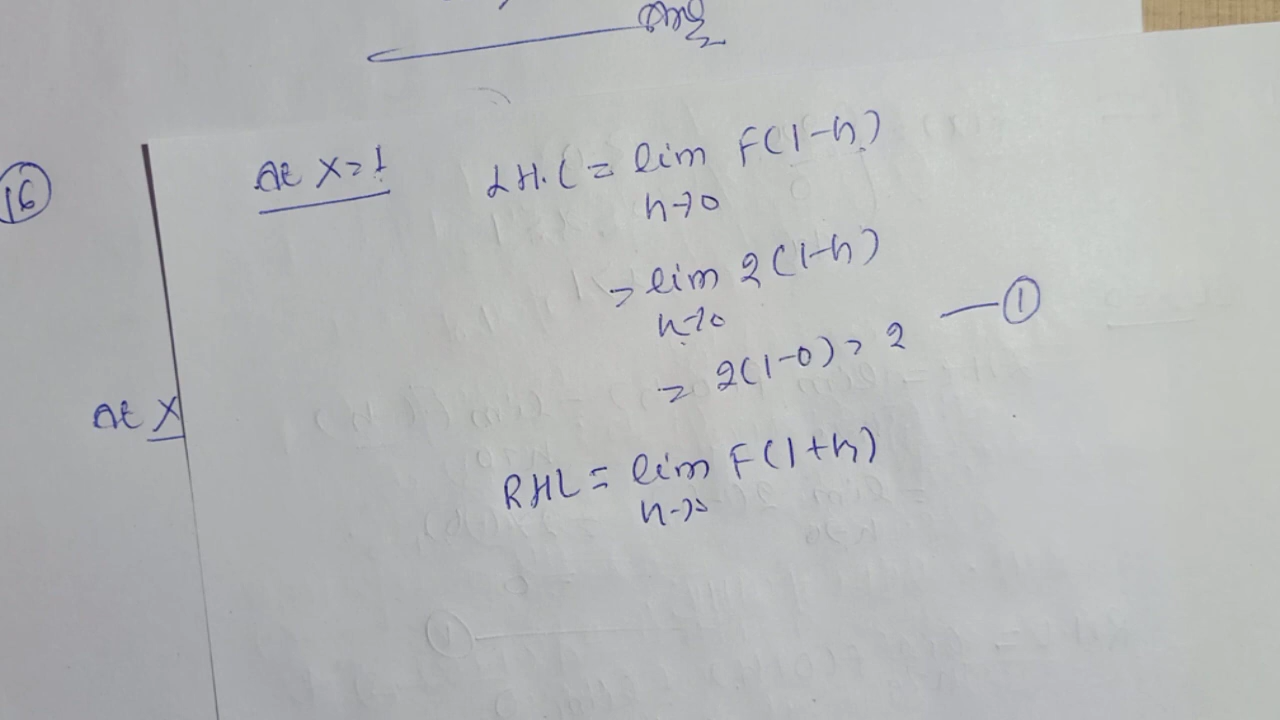 Ans
16
At x=1 LHL = lim F(1-h)
h→0
= lim 2(1-h)
h→0
= 2(1-0) = 2 — 1
At x
RHL = lim F(1+h)
h→0